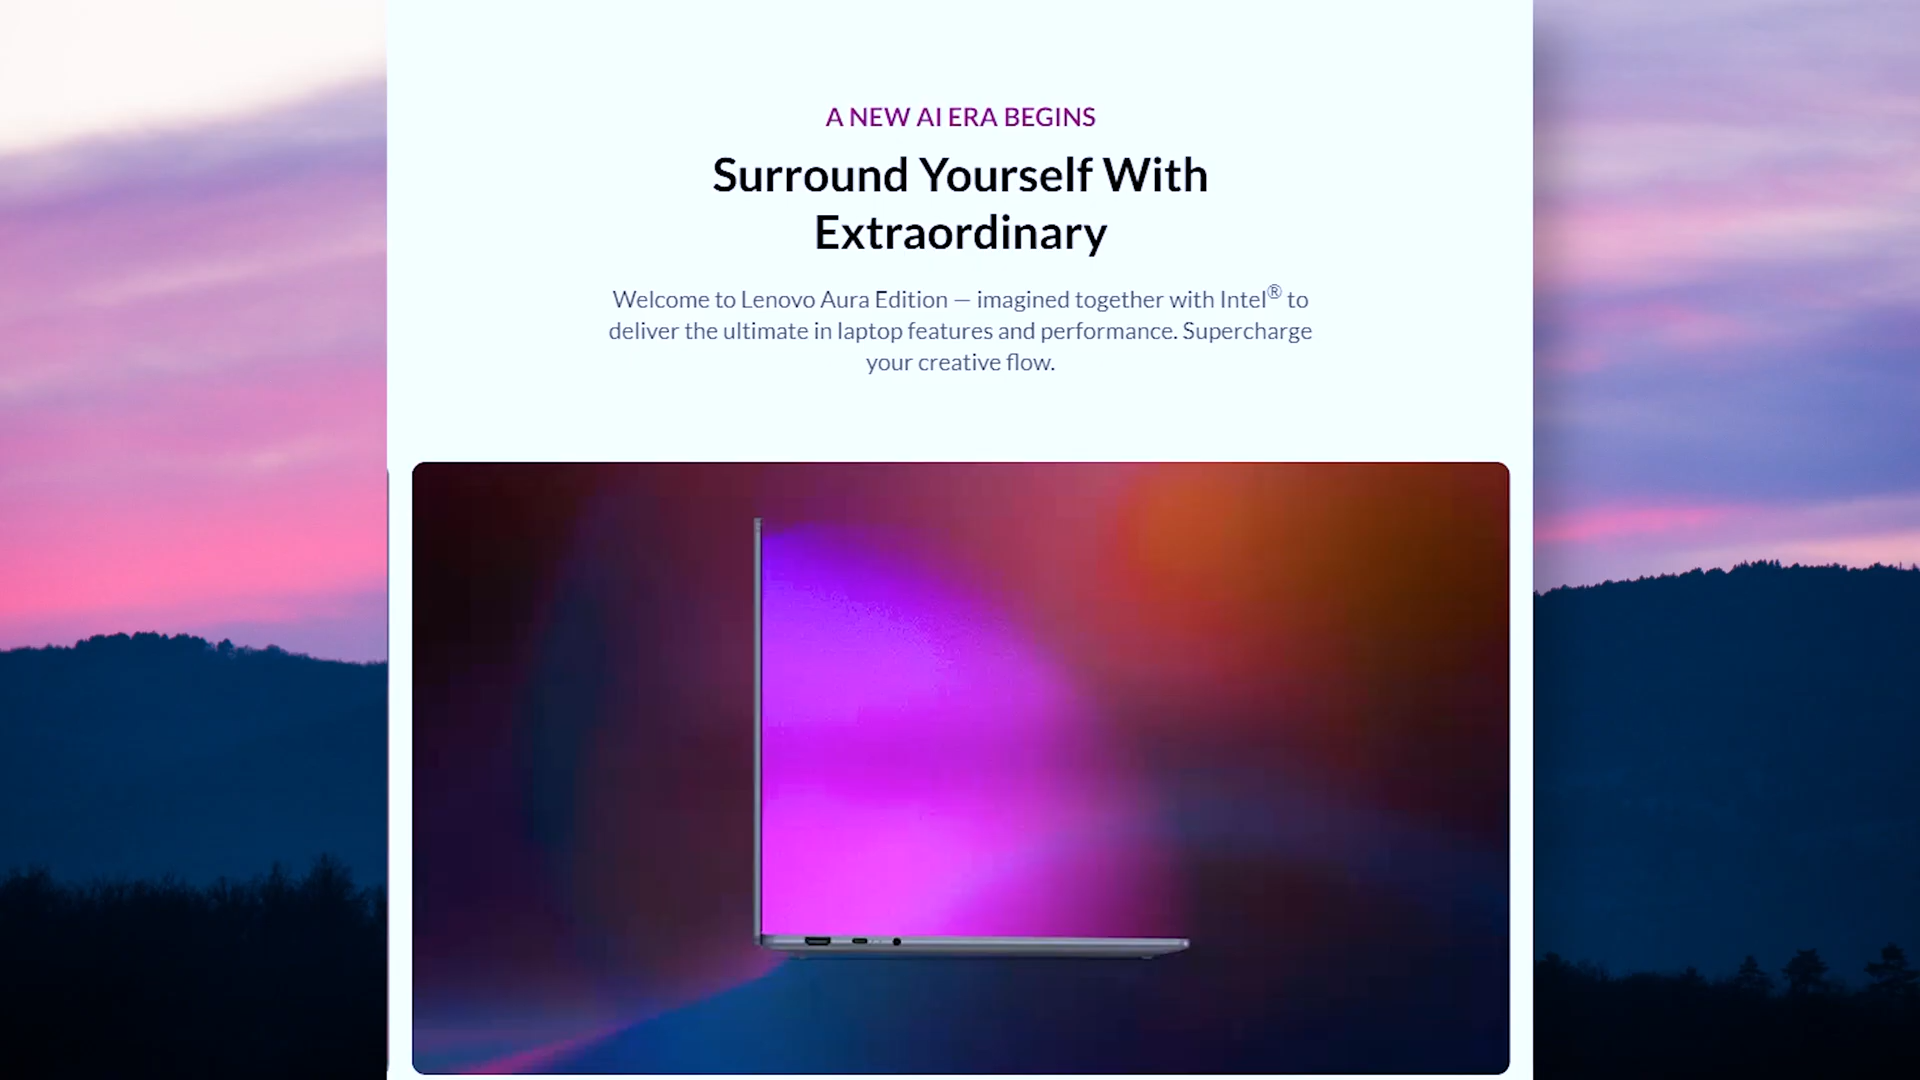 A NEW AI ERA BEGINS
Surround Yourself With
Extraordinary
Welcome to Lenovo Aura Edition — imagined together with Intel® to
deliver the ultimate in laptop features and performance. Supercharge
your creative flow.